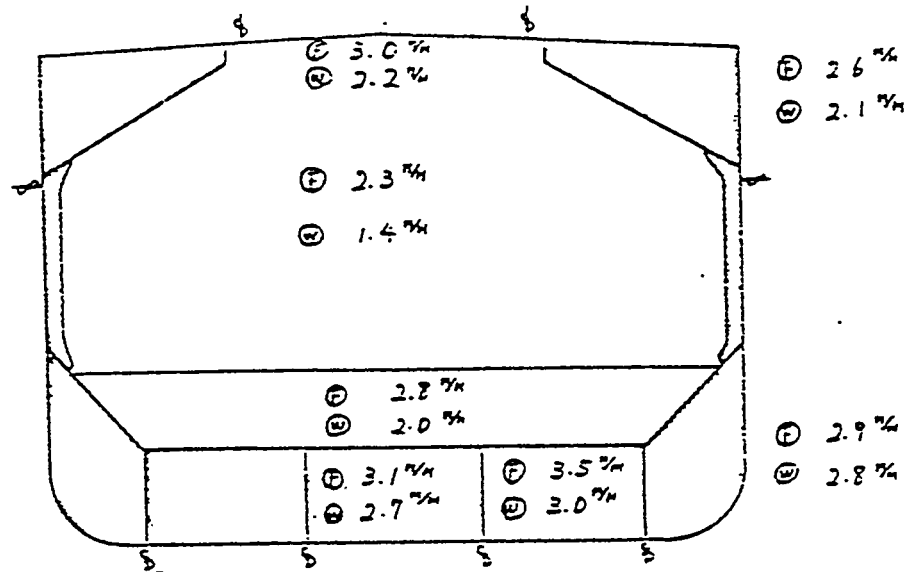 Ⓕ 3.0 m/m
Ⓦ 2.2 m/m
Ⓕ 2.6 m/m
Ⓦ 2.1 m/m
Ⓕ 2.3 m/m
Ⓦ 1.4 m/m
Ⓕ 2.8 m/m
Ⓦ 2.0 m/m
Ⓕ 2.9 m/m
Ⓦ 2.8 m/m
Ⓕ 3.1 m/m
Ⓦ 2.7 m/m
Ⓕ 3.5 m/m
Ⓦ 3.0 m/m